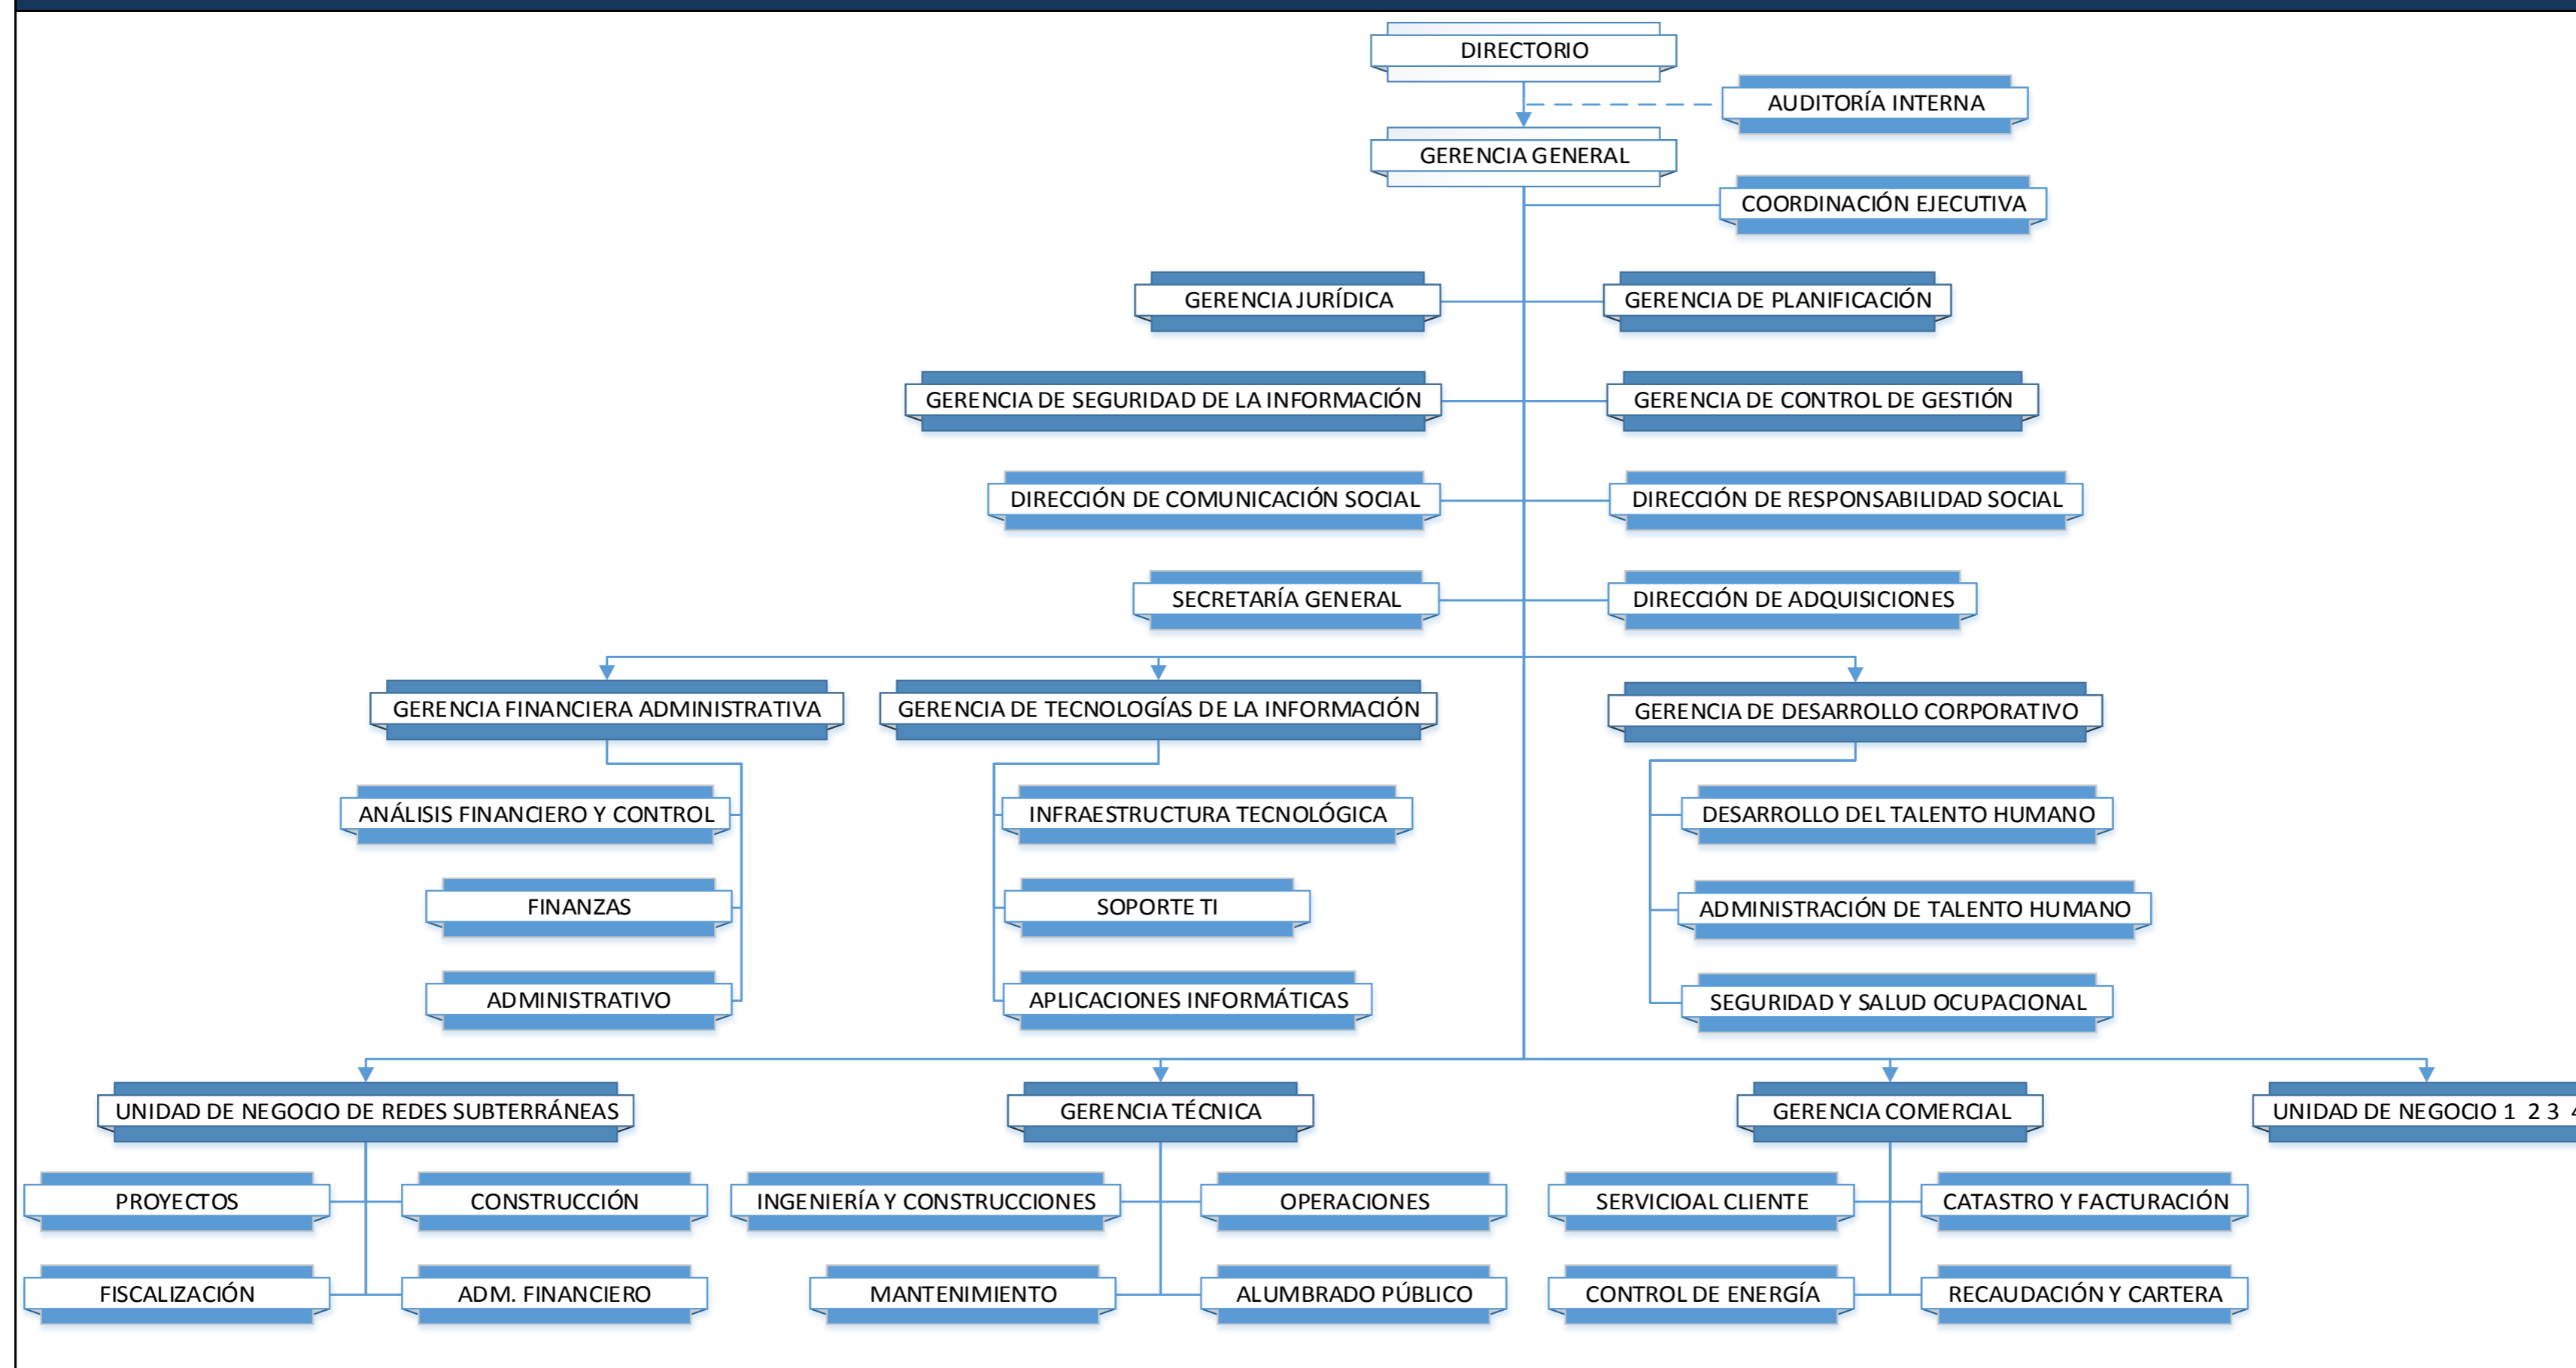 DIRECTORIO
AUDITORÍA INTERNA
GERENCIA GENERAL
COORDINACIÓN EJECUTIVA
GERENCIA JURÍDICA
GERENCIA DE PLANIFICACIÓN
GERENCIA DE SEGURIDAD DE LA INFORMACIÓN
GERENCIA DE CONTROL DE GESTIÓN
DIRECCIÓN DE COMUNICACIÓN SOCIAL
DIRECCIÓN DE RESPONSABILIDAD SOCIAL
SECRETARÍA GENERAL
DIRECCIÓN DE ADQUISICIONES
GERENCIA FINANCIERA ADMINISTRATIVA
GERENCIA DE TECNOLOGÍAS DE LA INFORMACIÓN
GERENCIA DE DESARROLLO CORPORATIVO
ANÁLISIS FINANCIERO Y CONTROL
INFRAESTRUCTURA TECNOLÓGICA
DESARROLLO DEL TALENTO HUMANO
FINANZAS
SOPORTE TI
ADMINISTRACIÓN DE TALENTO HUMANO
ADMINISTRATIVO
APLICACIONES INFORMÁTICAS
SEGURIDAD Y SALUD OCUPACIONAL
UNIDAD DE NEGOCIO DE REDES SUBTERRÁNEAS
GERENCIA TÉCNICA
GERENCIA COMERCIAL
UNIDAD DE NEGOCIO 1 2 3 4
PROYECTOS
CONSTRUCCIÓN
INGENIERÍA Y CONSTRUCCIONES
OPERACIONES
SERVICIO AL CLIENTE
CATASTRO Y FACTURACIÓN
FISCALIZACIÓN
ADM. FINANCIERO
MANTENIMIENTO
ALUMBRADO PÚBLICO
CONTROL DE ENERGÍA
RECAUDACIÓN Y CARTERA